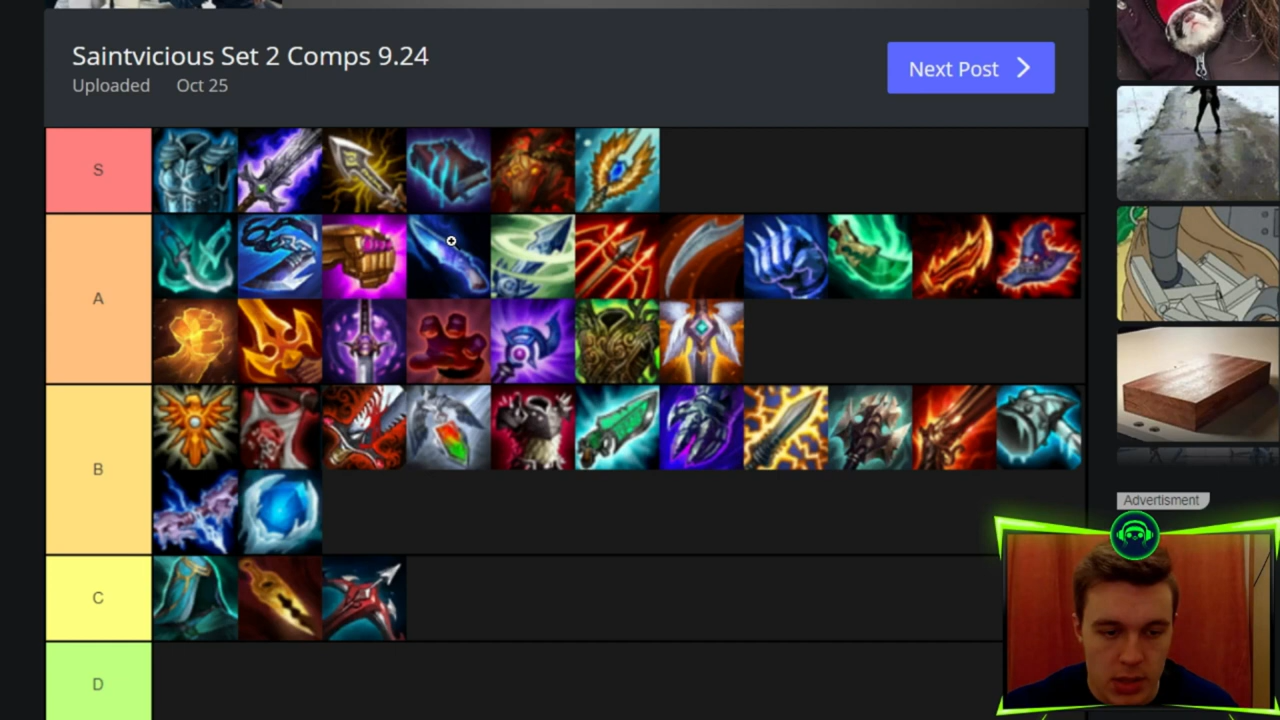 Saintvicious Set 2 Comps 9.24
Uploaded Oct 25
Next Post
S
A
B
C
D
Advertisment